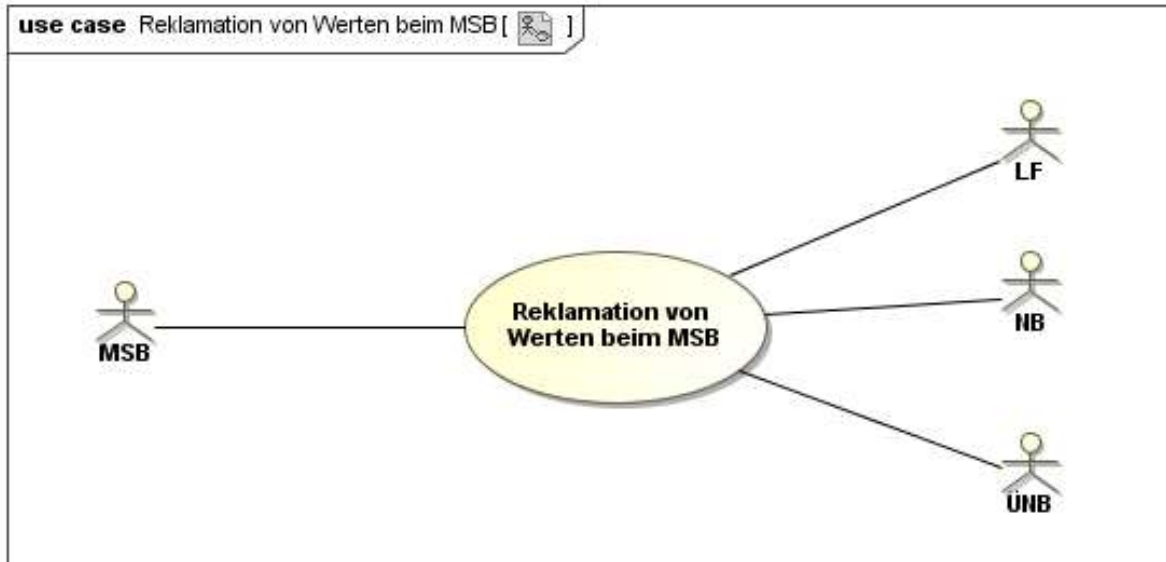 use case Reklamation von Werten beim MSB [ ]
LF
Reklamation von
Werten beim MSB
NB
MSB
ÜNB